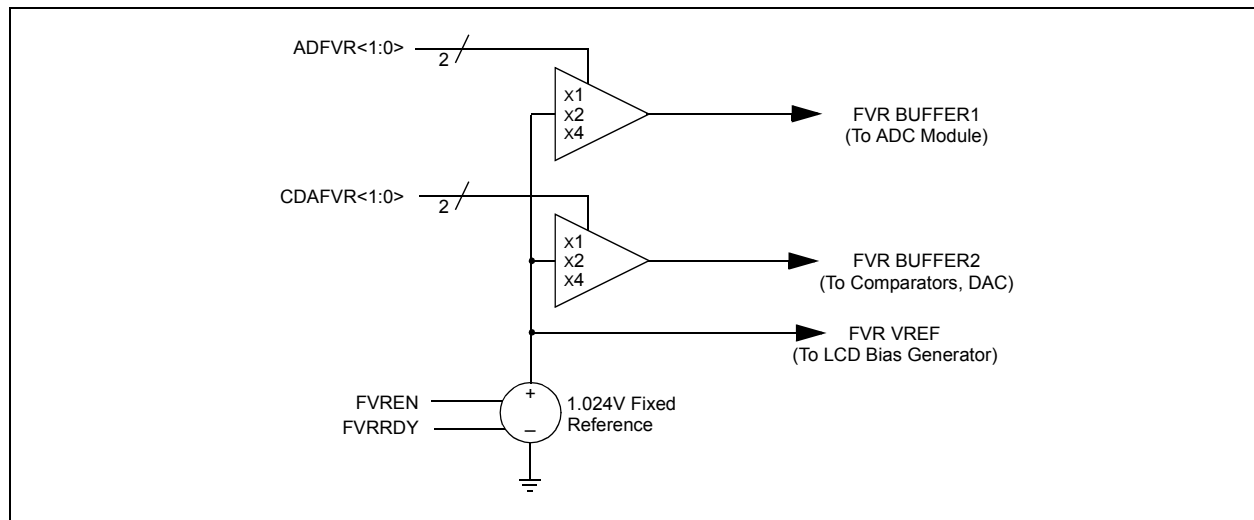 ADFVR<1:0>
2
X1
X2
X4
FVR BUFFER1
(To ADC Module)
CDAFVR<1:0>
2
X1
X2
X4
FVR BUFFER2
(To Comparators, DAC)
FVR VREF
(To LCD Bias Generator)
FVREN
FVRRDY
+
_
1.024V Fixed
Reference